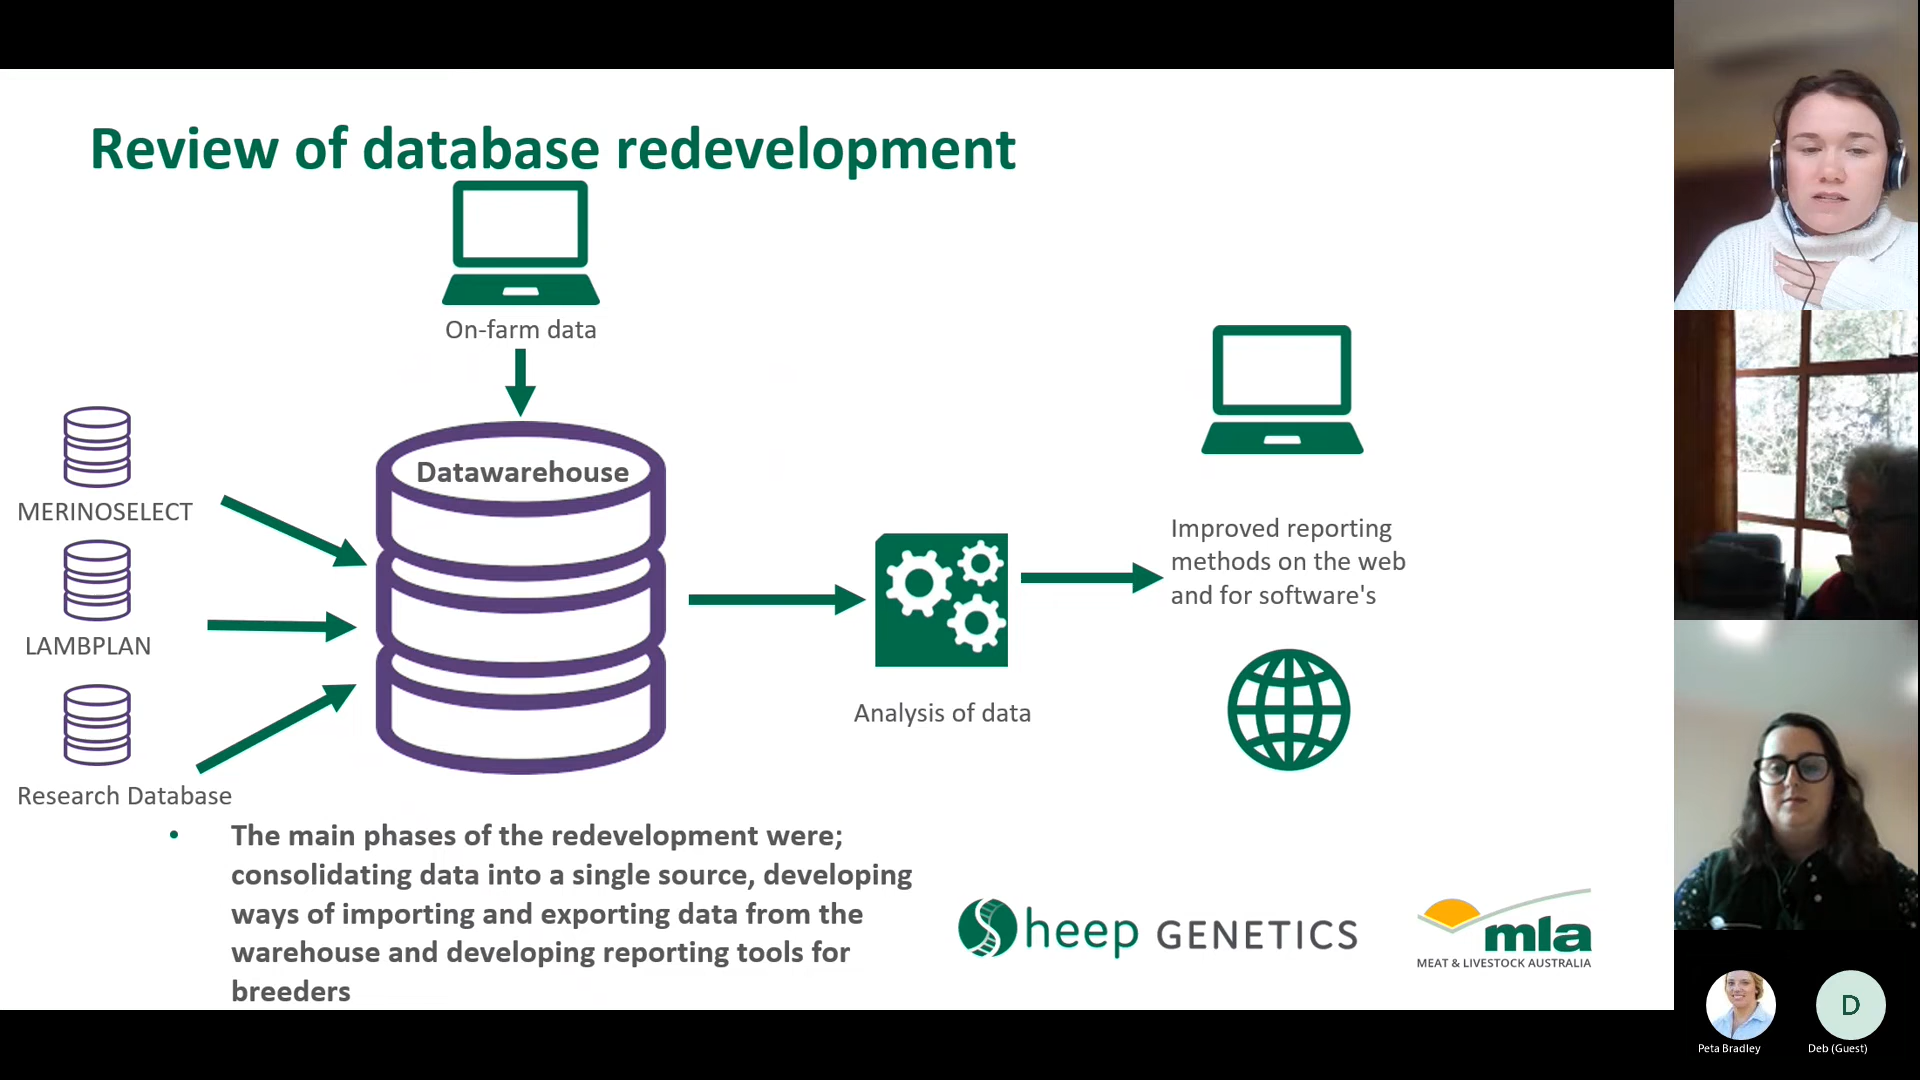 Review of database redevelopment
On-farm data
Datawarehouse
MERINOSELECT
LAMBPLAN
Research Database
Analysis of data
Improved reporting
methods on the web
and for software's
• The main phases of the redevelopment were;
consolidating data into a single source, developing
ways of importing and exporting data from the
warehouse and developing reporting tools for
breeders
Sheep GENETICS
mla
MEAT & LIVESTOCK AUSTRALIA
Peta Bradley
D
Deb (Guest)